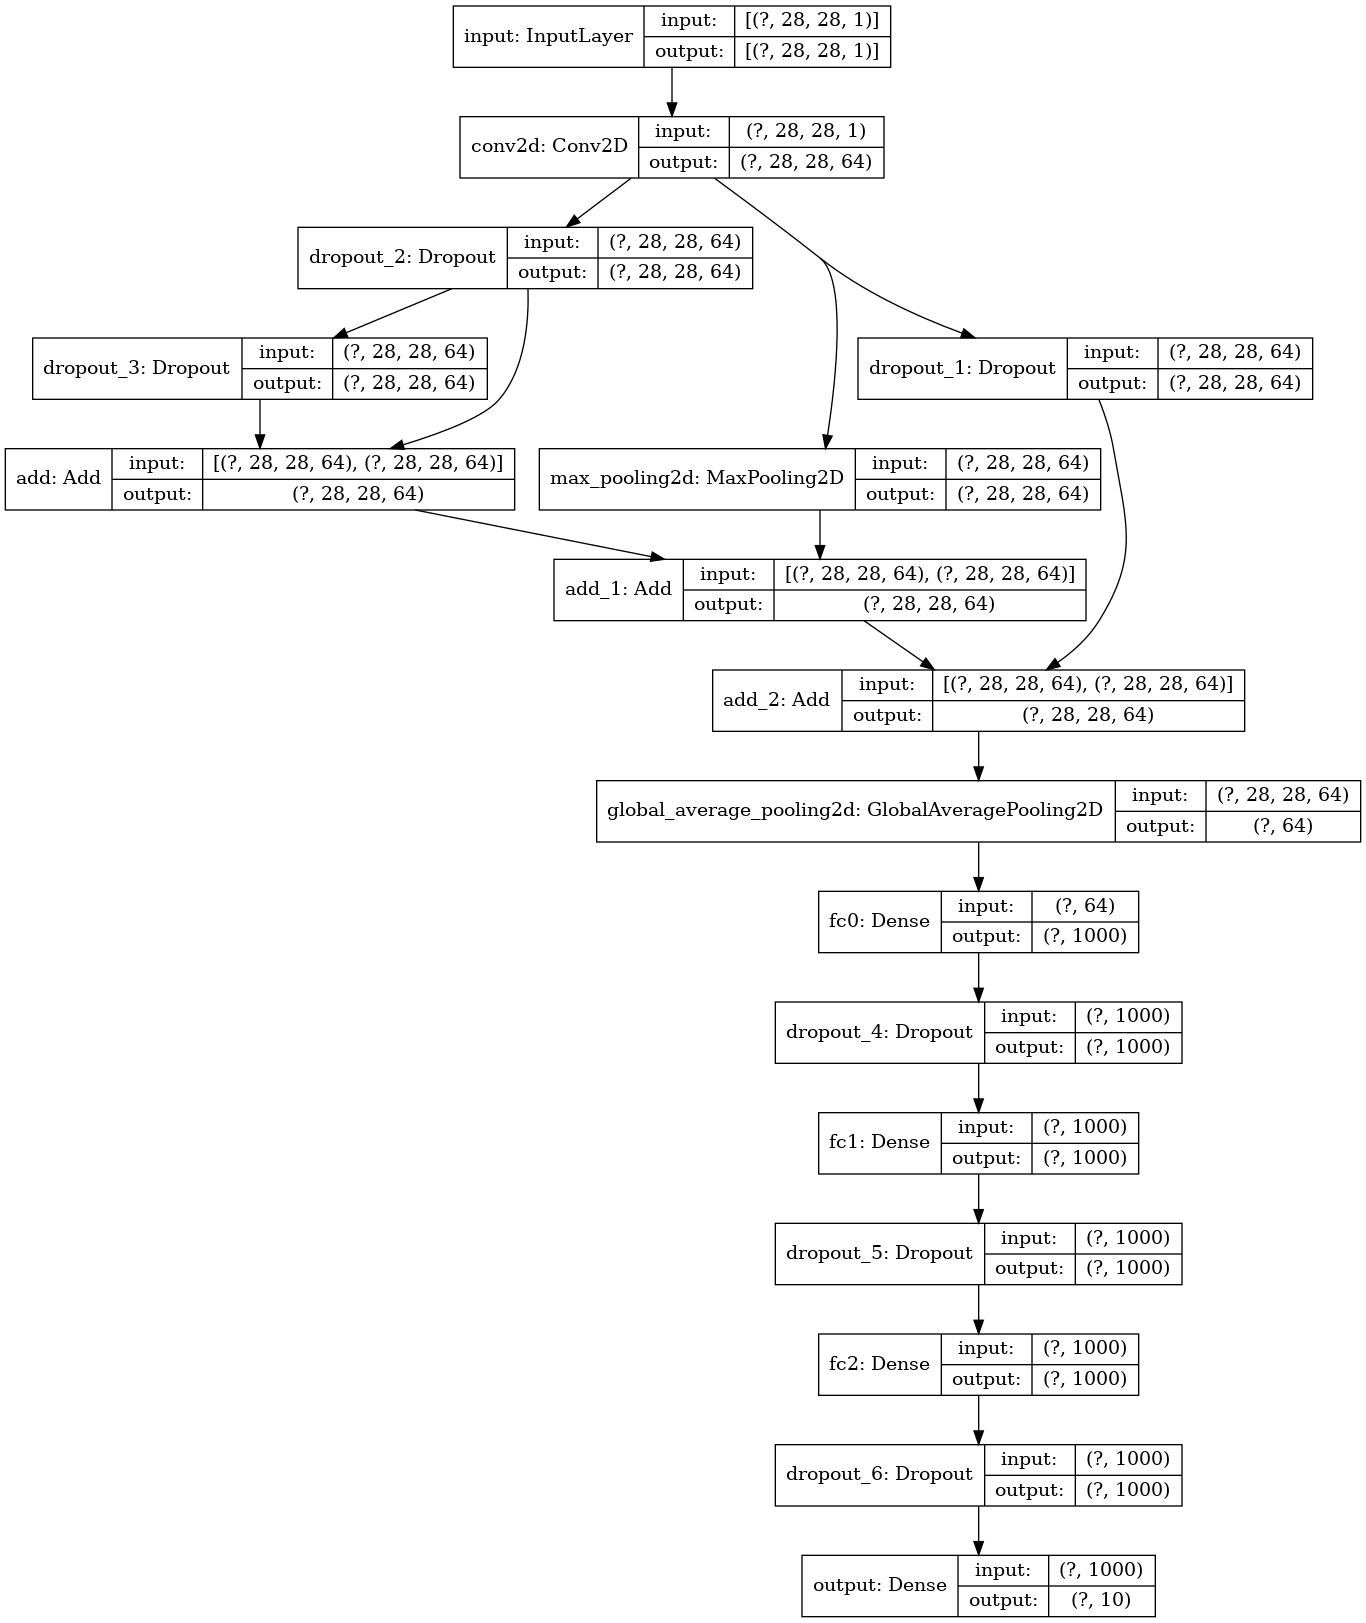 input: InputLayer
input: [(?, 28, 28, 1)]
output: [(?, 28, 28, 1)]
conv2d: Conv2D
input: (?, 28, 28, 1)
output: (?, 28, 28, 64)
dropout_2: Dropout
input: (?, 28, 28, 64)
output: (?, 28, 28, 64)
dropout_3: Dropout
input: (?, 28, 28, 64)
output: (?, 28, 28, 64)
dropout_1: Dropout
input: (?, 28, 28, 64)
output: (?, 28, 28, 64)
add: Add
input: [(?, 28, 28, 64), (?, 28, 28, 64)]
output: (?, 28, 28, 64)
max_pooling2d: MaxPooling2D
input: (?, 28, 28, 64)
output: (?, 28, 28, 64)
add_1: Add
input: [(?, 28, 28, 64), (?, 28, 28, 64)]
output: (?, 28, 28, 64)
add_2: Add
input: [(?, 28, 28, 64), (?, 28, 28, 64)]
output: (?, 28, 28, 64)
global_average_pooling2d: GlobalAveragePooling2D
input: (?, 28, 28, 64)
output: (?, 64)
fc0: Dense
input: (?, 64)
output: (?, 1000)
dropout_4: Dropout
input: (?, 1000)
output: (?, 1000)
fc1: Dense
input: (?, 1000)
output: (?, 1000)
dropout_5: Dropout
input: (?, 1000)
output: (?, 1000)
fc2: Dense
input: (?, 1000)
output: (?, 1000)
dropout_6: Dropout
input: (?, 1000)
output: (?, 1000)
output: Dense
input: (?, 1000)
output: (?, 10)